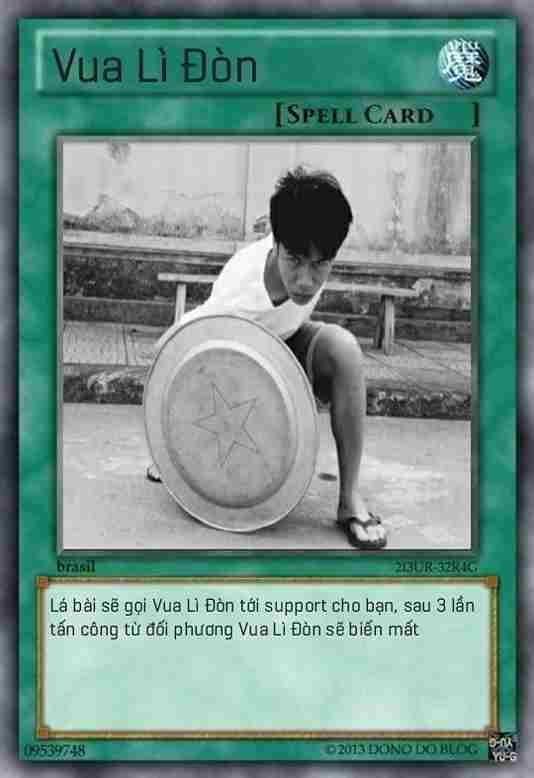 Vua Lì Đòn
[SPELL CARD ]
brasil 2I3UR-32R4G
Lá bài sẽ gọi Vua Lì Đòn tới support cho bạn, sau 3 lần
tấn công từ đối phương Vua Lì Đòn sẽ biến mất
09539748 ©2013 DONO DO BLOG